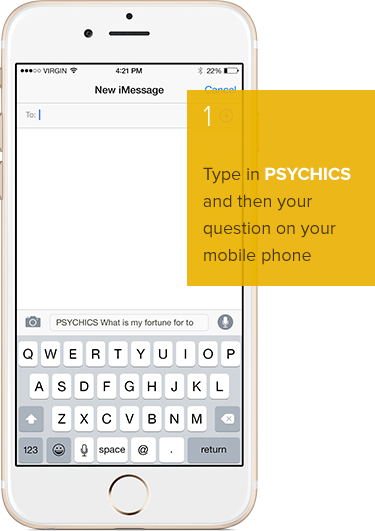 VIRGIN 4:21 PM 22%
New iMessage Cancel
To:
1
Type in PSYCHICS
and then your
question on your
mobile phone
PSYCHICS What is my fortune for to
Q W E R T Y U I O P
A S D F G H J K L
Z X C V B N M
123 space @ . return